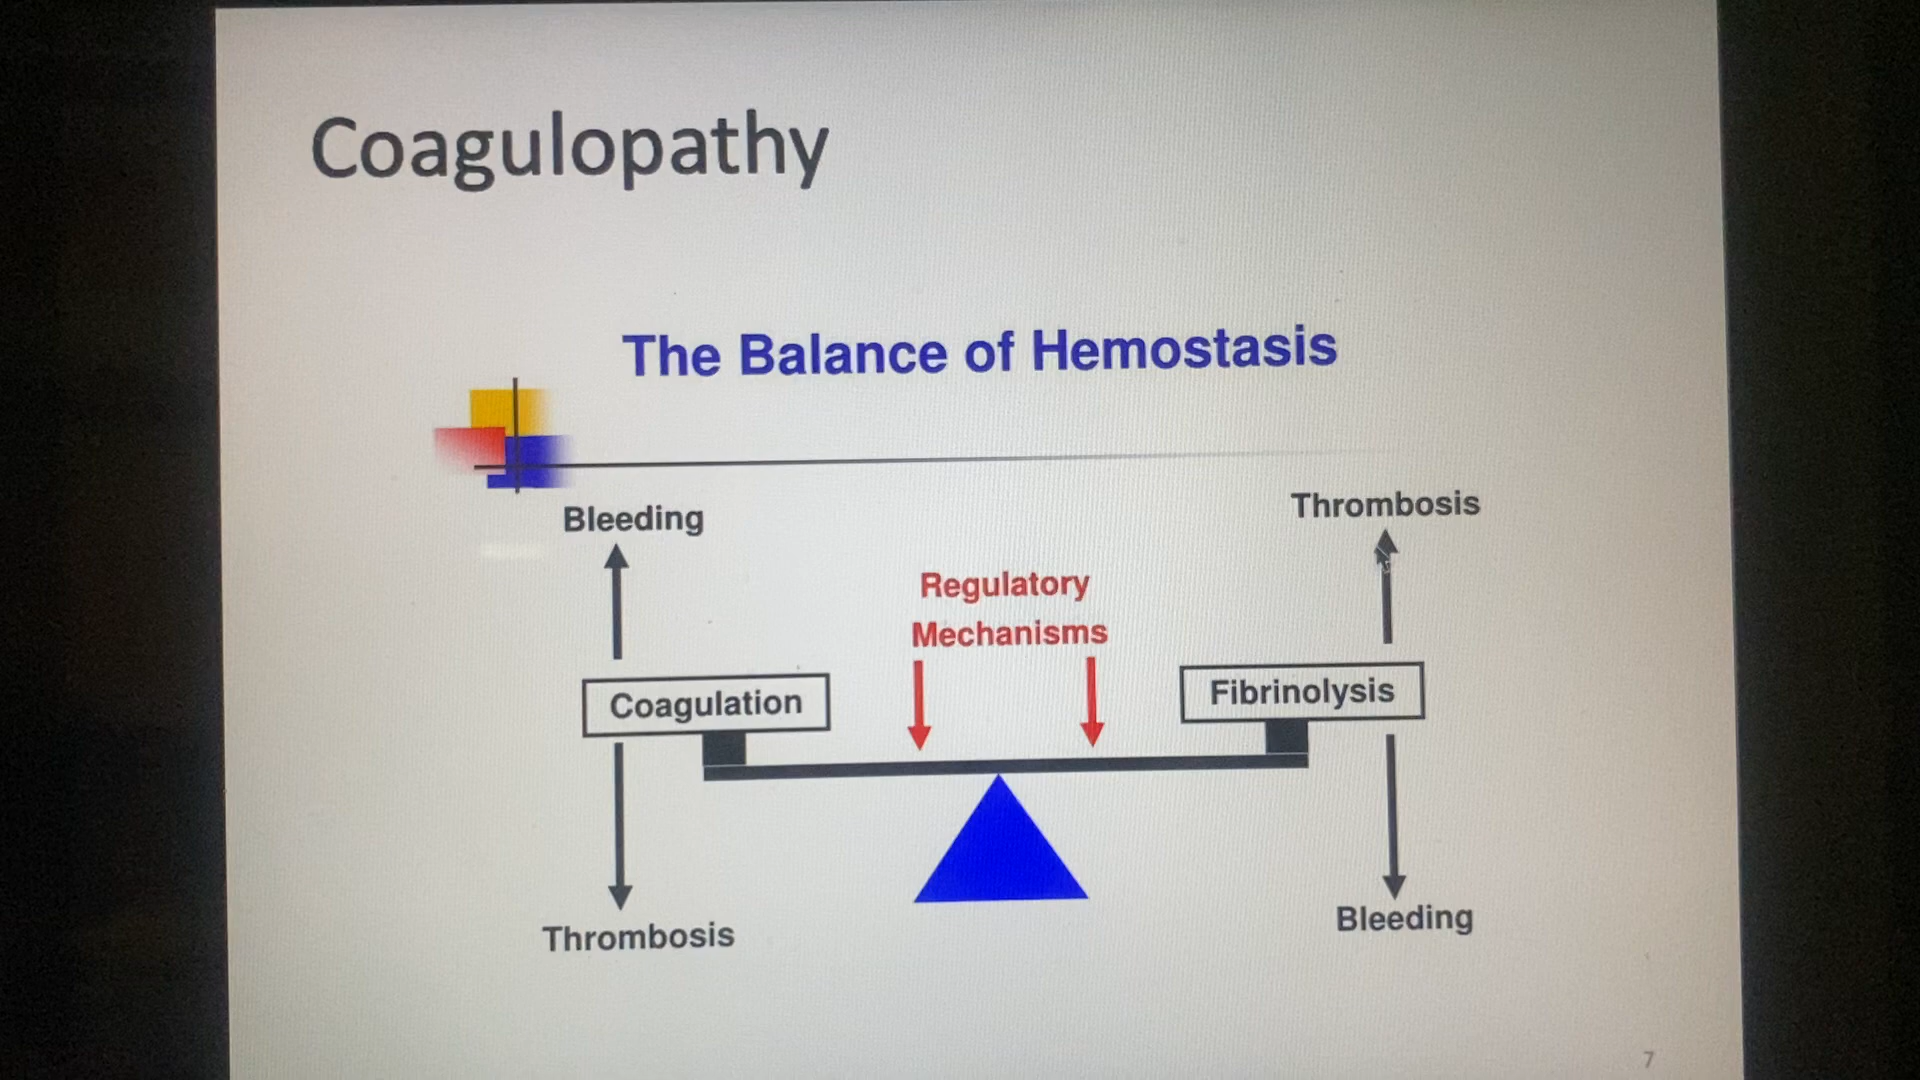 Coagulopathy
The Balance of Hemostasis
Bleeding
Thrombosis
Regulatory
Mechanisms
Coagulation
Fibrinolysis
Thrombosis
Bleeding
7